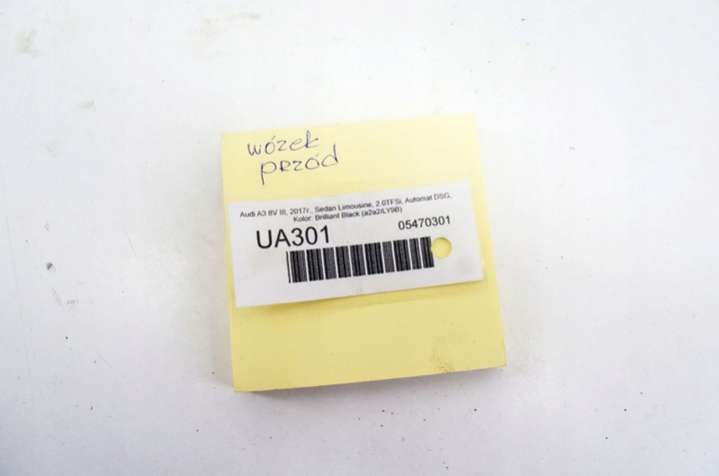 wózek
przód
Audi A3 8V III, 2017r., Sedan Limousine, 2.0TFSi, Automat DSG,
Kolor: Brilliant Black (a2a2/LY9B)
UA301
05470301